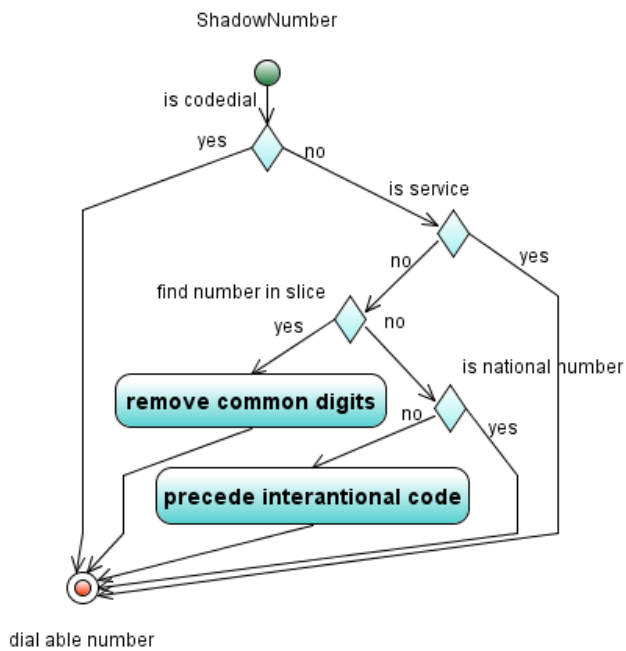 ShadowNumber
is codedial
yes
no
is service
no
yes
find number in slice
yes
no
is national number
remove common digits
no
yes
precede interantional code
dial able number